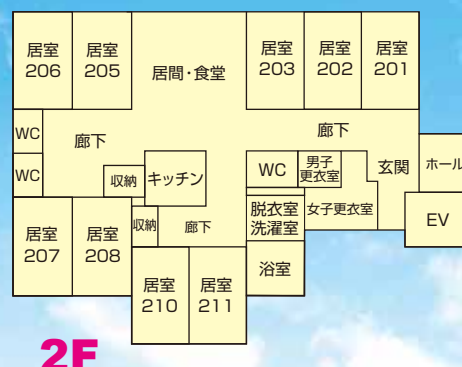 居室
206
居室
205
居間・食堂
居室
203
居室
202
居室
201
WC
廊下
廊下
WC
収納
キッチン
WC
男子
更衣室
玄関
ホール
居室
207
居室
208
収納
廊下
脱衣室
洗濯室
女子更衣室
EV
居室
210
居室
211
浴室
2F